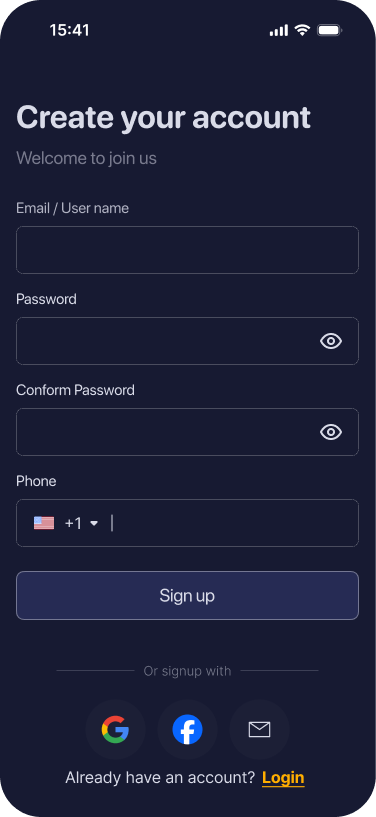 15:41
Create your account
Welcome to join us
Email / User name
Password
Conform Password
Phone
+1
Sign up
Or signup with
Already have an account? Login